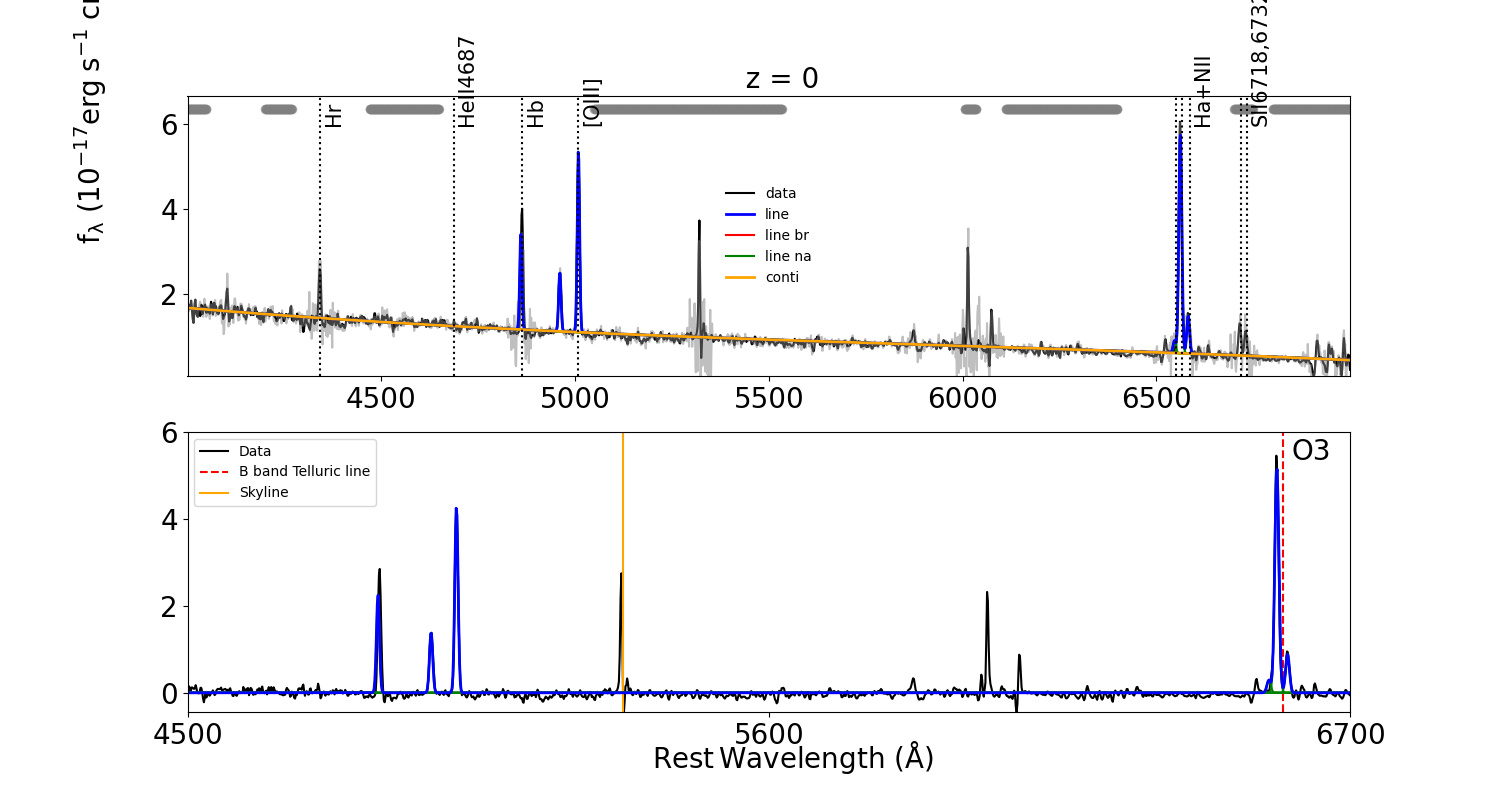 z = 0
f_λ (10^−17 erg s^−1 c
Hr
HeII4687
Hb
[OIII]
Ha+NII
SII6718,6732
6
4
2
data
line
line br
line na
conti
4500 5000 5500 6000 6500
6
4
2
0
Data
B band Telluric line
Skyline
O3
4500 5600 6700
Rest Wavelength (Å)